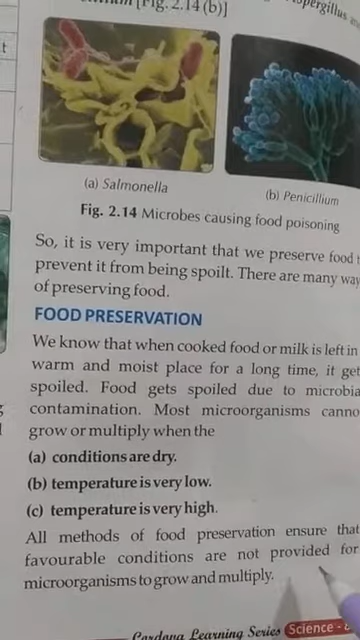 [Fig. 2.14 (b)]
(a) Salmonella
(b) Penicillium
Fig. 2.14 Microbes causing food poisoning
So, it is very important that we preserve food t
prevent it from being spoilt. There are many way
of preserving food.
FOOD PRESERVATION
We know that when cooked food or milk is left in
warm and moist place for a long time, it get
spoiled. Food gets spoiled due to microbia
contamination. Most microorganisms canno
grow or multiply when the
(a) conditions are dry.
(b) temperature is very low.
(c) temperature is very high.
All methods of food preservation ensure that
favourable conditions are not provided for
microorganisms to grow and multiply.
Cordova Learning Series Science - 8